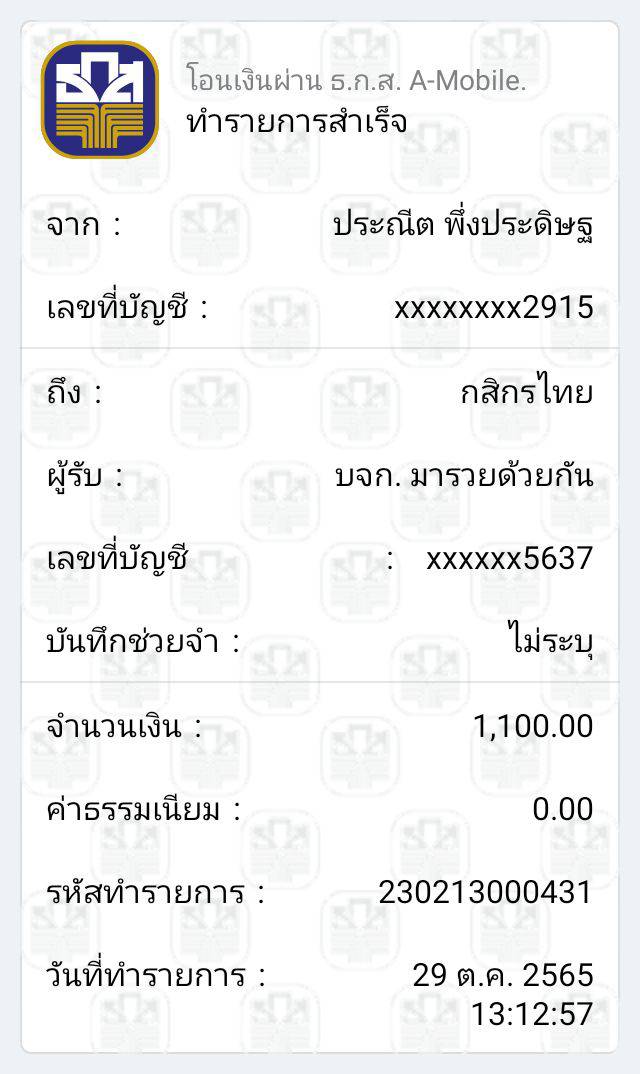 โอนเงินผ่าน ธ.ก.ส. A-Mobile.
ทำรายการสำเร็จ
จาก : ประณีต พึ่งประดิษฐ
เลขที่บัญชี : xxxxxxxx2915
ถึง : กสิกรไทย
ผู้รับ : บจก. มารวยด้วยกัน
เลขที่บัญชี : xxxxxx5637
บันทึกช่วยจำ : ไม่ระบุ
จำนวนเงิน : 1,100.00
ค่าธรรมเนียม : 0.00
รหัสทำรายการ : 230213000431
วันที่ทำรายการ : 29 ต.ค. 2565
13:12:57